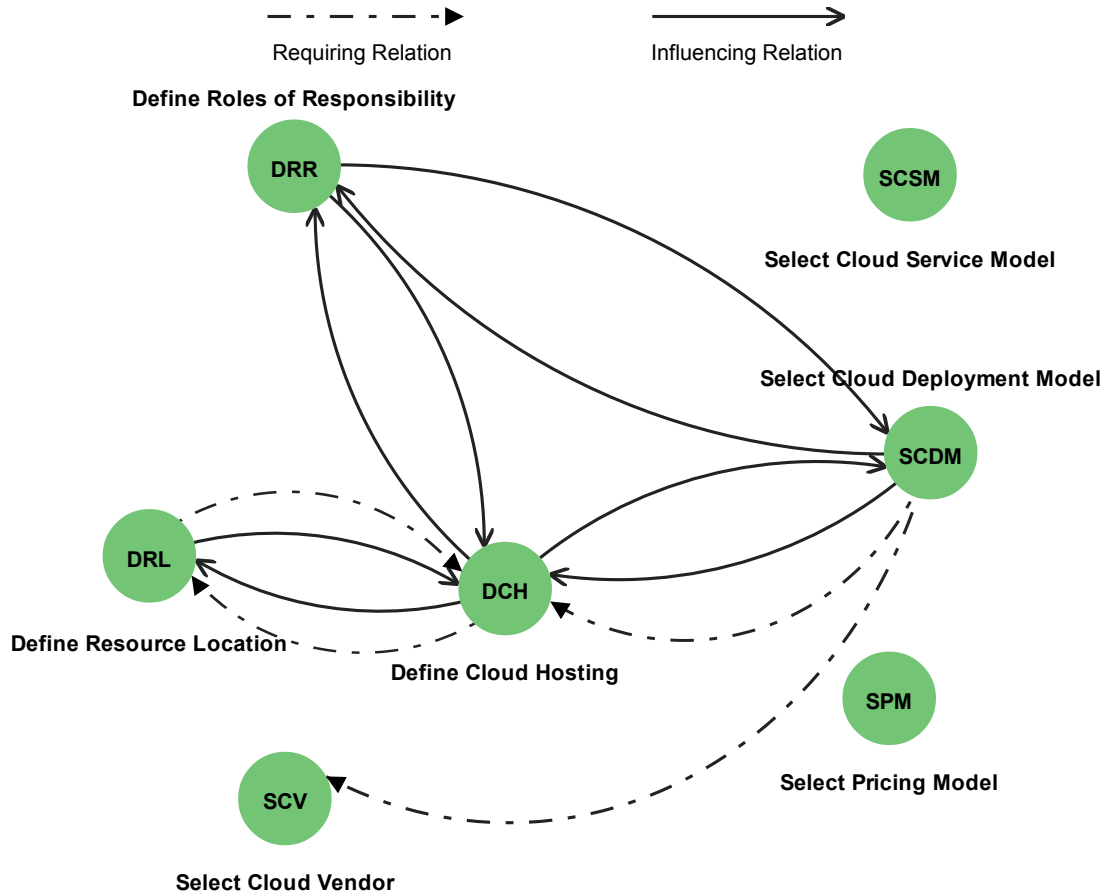 Requiring Relation
Influencing Relation
Define Roles of Responsibility
DRR
SCSM
Select Cloud Service Model
Select Cloud Deployment Model
SCDM
DRL
DCH
Define Resource Location
Define Cloud Hosting
SPM
Select Pricing Model
SCV
Select Cloud Vendor